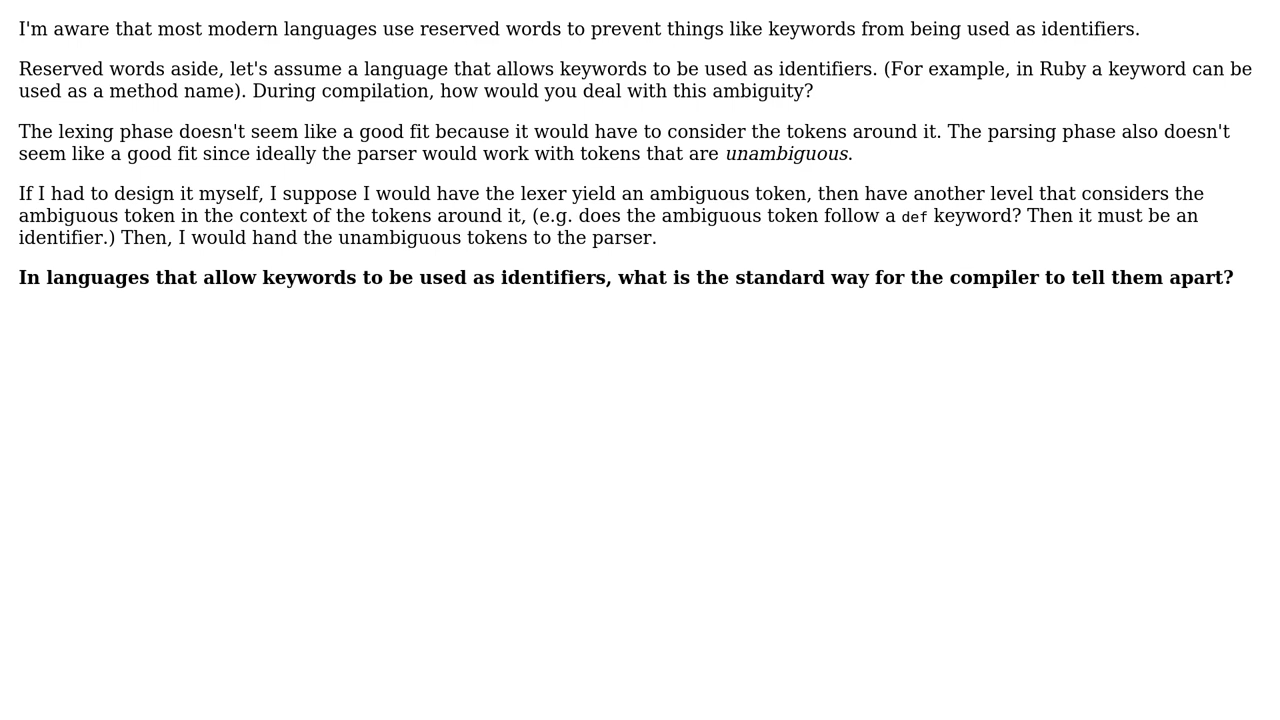 I'm aware that most modern languages use reserved words to prevent things like keywords from being used as identifiers.
Reserved words aside, let's assume a language that allows keywords to be used as identifiers. (For example, in Ruby a keyword can be
used as a method name). During compilation, how would you deal with this ambiguity?
The lexing phase doesn't seem like a good fit because it would have to consider the tokens around it. The parsing phase also doesn't
seem like a good fit since ideally the parser would work with tokens that are unambiguous.
If I had to design it myself, I suppose I would have the lexer yield an ambiguous token, then have another level that considers the
ambiguous token in the context of the tokens around it, (e.g. does the ambiguous token follow a def keyword? Then it must be an
identifier.) Then, I would hand the unambiguous tokens to the parser.
In languages that allow keywords to be used as identifiers, what is the standard way for the compiler to tell them apart?